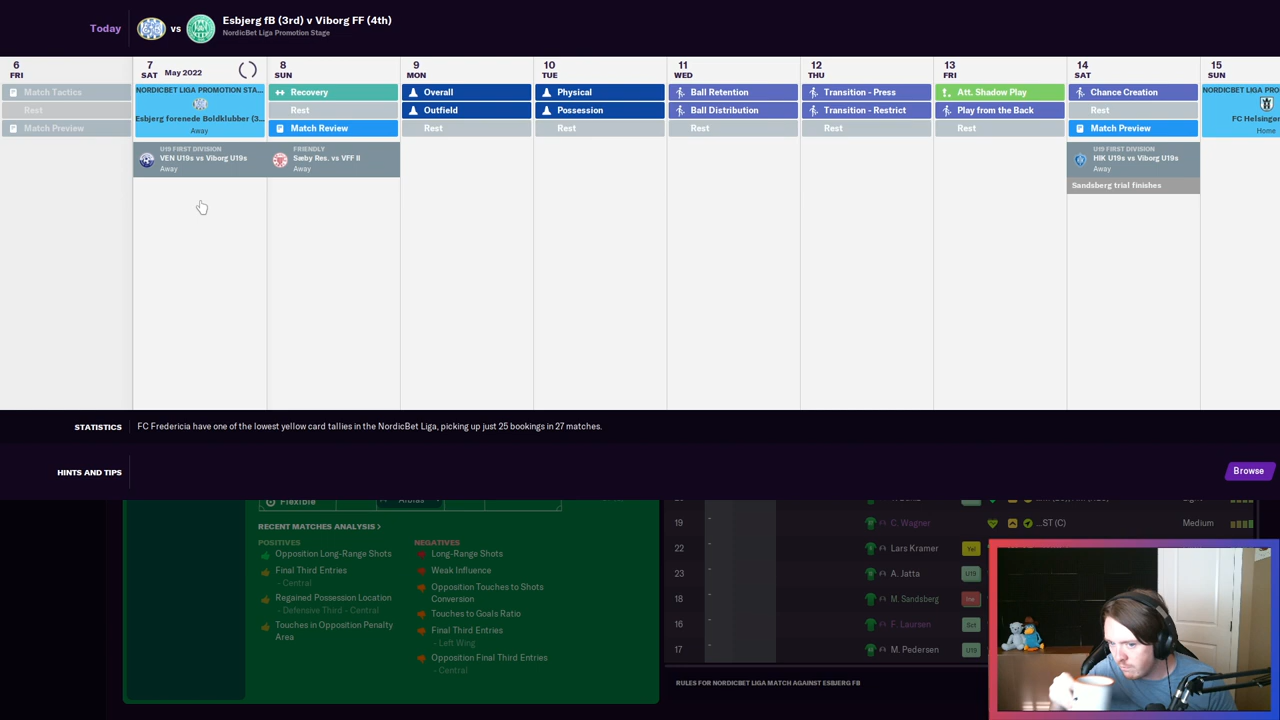 Today
vs
Esbjerg fB (3rd) v Viborg FF (4th)
NordicBet Liga Promotion Stage
6
FRI
7
SAT May 2022
8
SUN
9
MON
10
TUE
11
WED
12
THU
13
FRI
14
SAT
15
SUN
Match Tactics
Rest
Match Preview
NORDICBET LIGA PROMOTION STA...
Esbjerg forenede Boldklubber (3...
Away
Recovery
Rest
Match Review
Overall
Outfield
Rest
Physical
Possession
Rest
Ball Retention
Ball Distribution
Rest
Transition - Press
Transition - Restrict
Rest
Att. Shadow Play
Play from the Back
Rest
Chance Creation
Rest
Match Preview
NORDICBET LIGA PRO
FC Helsingør
Home
U19 FIRST DIVISION
VEN U19s vs Viborg U19s
Away
FRIENDLY
Sæby Res. vs VFF II
Away
U19 FIRST DIVISION
HIK U19s vs Viborg U19s
Away
Sandsberg trial finishes
STATISTICS
FC Fredericia have one of the lowest yellow card tallies in the NordicBet Liga, picking up just 25 bookings in 27 matches.
HINTS AND TIPS
Browse
Flexible
RECENT MATCHES ANALYSIS >
POSITIVES
Opposition Long-Range Shots
Final Third Entries
- Central
Regained Possession Location
- Defensive Third - Central
Touches in Opposition Penalty
Area
NEGATIVES
Long-Range Shots
Weak Influence
Opposition Touches to Shots
Conversion
Touches to Goals Ratio
Final Third Entries
- Left Wing
Opposition Final Third Entries
- Central
19 - C. Wagner ...ST (C) Medium
22 - Lars Kramer Yel
23 - A. Jatta U19
18 - M. Sandsberg
16 - F. Laursen Sct
17 - M. Pedersen U19
RULES FOR NORDICBET LIGA MATCH AGAINST ESBJERG FB